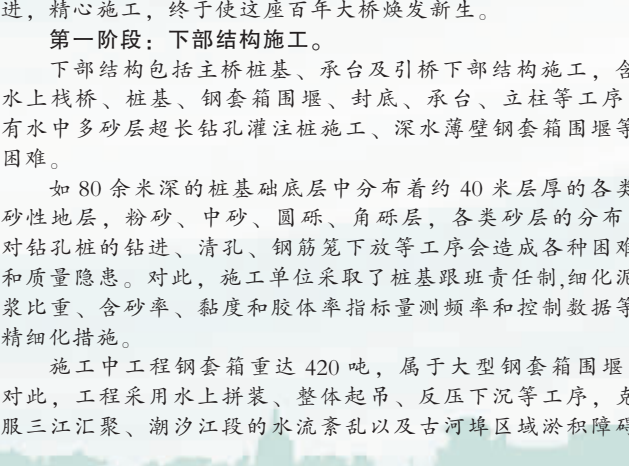 进，精心施工，终于使这座百年大桥焕发新生。
第一阶段：下部结构施工。
下部结构包括主桥桩基、承台及引桥下部结构施工，含
水上栈桥、桩基、钢套箱围堰、封底、承台、立柱等工序
有水中多砂层超长钻孔灌注桩施工、深水薄壁钢套箱围堰等
困难。
如 80 余米深的桩基础底层中分布着约 40 米层厚的各类
砂性地层，粉砂、中砂、圆砾、角砾层，各类砂层的分布
对钻孔桩的钻进、清孔、钢筋笼下放等工序会造成各种困难
和质量隐患。对此，施工单位采取了桩基跟班责任制,细化泥
浆比重、含砂率、黏度和胶体率指标量测频率和控制数据等
精细化措施。
施工中工程钢套箱重达 420 吨，属于大型钢套箱围堰
对此，工程采用水上拼装、整体起吊、反压下沉等工序，克
服三江汇聚、潮汐江段的水流紊乱以及古河埠区域淤积障碍